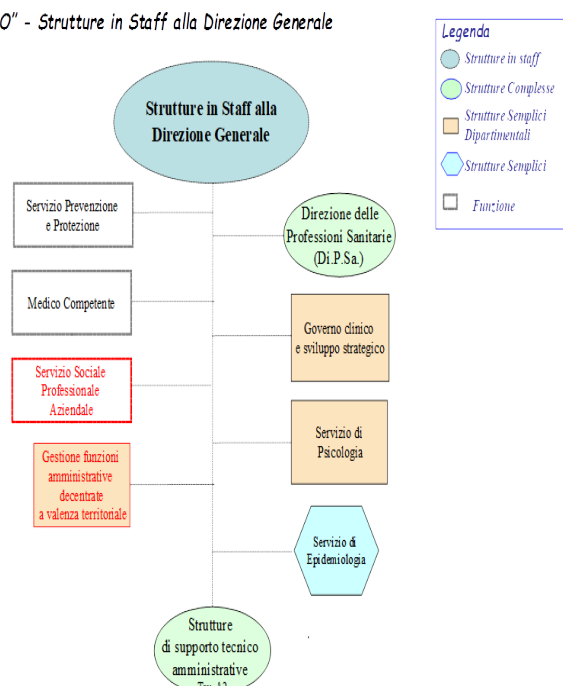 O" - Strutture in Staff alla Direzione Generale
Legenda
Strutture in staff
Strutture Complesse
Strutture Semplici
Dipartimentali
Strutture Semplici
Funzione
Strutture in Staff alla
Direzione Generale
Servizio Prevenzione
e Protezione
Direzione delle
Professioni Sanitarie
(Di.P.Sa.)
Medico Competente
Governo clinico
e sviluppo strategico
Servizio Sociale
Professionale
Aziendale
Servizio di
Psicologia
Gestione funzioni
amministrative
decentrate
a valenza territoriale
Servizio di
Epidemiologia
Strutture
di supporto tecnico
amministrative